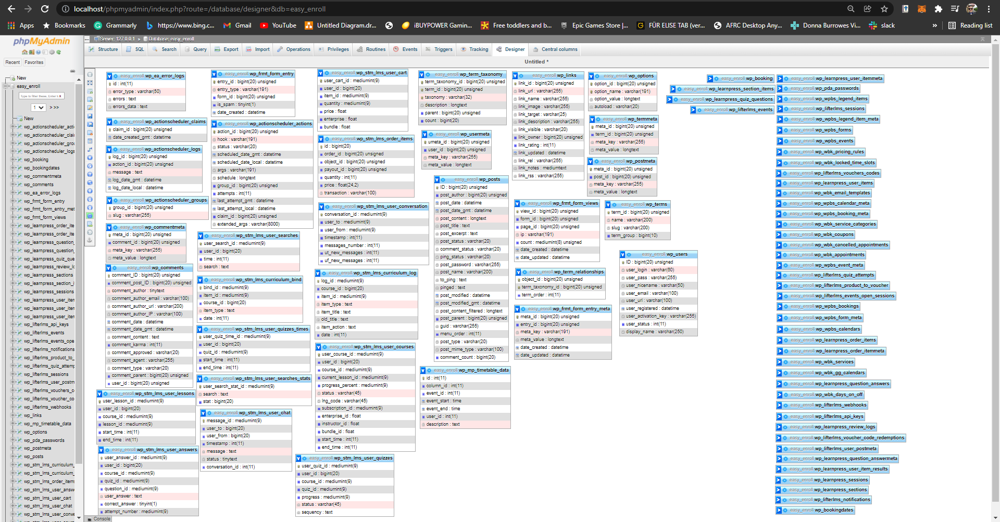 localhost/phpmyadmin/index.php?route=/database/designer&db=easy_enroll
Apps
Bookmarks
Grammarly
https://www.bing.c...
Gmail
YouTube
Untitled Diagram.dr...
iBUYPOWER Gamin...
Free toddlers and b...
Epic Games Store |...
FÜR ELISE TAB (ver...
AFRC Desktop Any...
Donna Burrowes Vi...
slack
»
Reading list
phpMyAdmin
Recent
Favorites
New
easy_enroll
Type to filter these, Enter to
X
1
> >>
New
wp_actionscheduler_acti
wp_actionscheduler_clai
wp_actionscheduler_grou
wp_actionscheduler_logs
wp_booking
wp_bookingdates
wp_commentmeta
wp_comments
wp_ea_error_logs
wp_frmt_form_entry
wp_frmt_form_entry_met
wp_frmt_form_views
wp_learnpress_order_ite
wp_learnpress_order_ite
wp_learnpress_question_
wp_learnpress_question_
wp_learnpress_quiz_que
wp_learnpress_review_lo
wp_learnpress_sections
wp_learnpress_section_i
wp_learnpress_sessions
wp_learnpress_user_item
wp_learnpress_user_iter
wp_learnpress_user_iter
wp_lifterlms_api_keys
wp_lifterlms_events
wp_lifterlms_events_ope
wp_lifterlms_notifications
wp_lifterlms_product_to_
wp_lifterlms_quiz_attemp
wp_lifterlms_sessions
wp_lifterlms_user_postm
wp_lifterlms_vouchers_c
wp_lifterlms_voucher_co
wp_lifterlms_webhooks
wp_links
wp_mp_timetable_data
wp_options
wp_pda_passwords
wp_postmeta
wp_posts
wp_stm_lms_curriculum_
wp_stm_lms_curriculum_
wp_stm_lms_order_items
wp_stm_lms_user_answ
wp_stm_lms_user_cart
wp_stm_lms_user_chat
wp_stm_lms_user_conve
Server: 127.0.0.1 » Database: easy_enroll
Structure
SQL
Search
Query
Export
Import
Operations
Privileges
Routines
Events
Triggers
Tracking
Designer
Central columns
Untitled *
easy_enroll wp_ea_error_logs
id : int(11)
error_type : varchar(50)
errors : text
errors_data : text
easy_enroll wp_actionscheduler_claims
claim_id : bigint(20) unsigned
date_created_gmt : datetime
easy_enroll wp_actionscheduler_logs
log_id : bigint(20) unsigned
action_id : bigint(20) unsigned
message : text
log_date_gmt : datetime
log_date_local : datetime
easy_enroll wp_actionscheduler_groups
group_id : bigint(20) unsigned
slug : varchar(255)
easy_enroll wp_commentmeta
meta_id : bigint(20) unsigned
comment_id : bigint(20) unsigned
meta_key : varchar(255)
meta_value : longtext
easy_enroll wp_comments
comment_ID : bigint(20) unsigned
comment_post_ID : bigint(20) unsigned
comment_author : tinytext
comment_author_email : varchar(100)
comment_author_url : varchar(200)
comment_author_IP : varchar(100)
comment_date : datetime
comment_date_gmt : datetime
comment_content : text
comment_karma : int(11)
comment_approved : varchar(20)
comment_agent : varchar(255)
comment_type : varchar(20)
comment_parent : bigint(20) unsigned
user_id : bigint(20) unsigned
easy_enroll wp_stm_lms_user_lessons
user_lesson_id : mediumint(9)
user_id : bigint(20)
course_id : mediumint(9)
lesson_id : mediumint(9)
start_time : int(11)
end_time : int(11)
easy_enroll wp_stm_lms_user_answers
user_answer_id : mediumint(9)
user_id : bigint(20)
course_id : mediumint(9)
quiz_id : mediumint(9)
question_id : mediumint(9)
user_answer : text
correct_answer : tinyint(1)
attempt_number : mediumint(9)
easy_enroll wp_frmt_form_entry
entry_id : bigint(20) unsigned
entry_type : varchar(191)
form_id : bigint(20) unsigned
is_spam : tinyint(1)
date_created : datetime
easy_enroll wp_actionscheduler_actions
action_id : bigint(20) unsigned
hook : varchar(191)
status : varchar(20)
scheduled_date_gmt : datetime
scheduled_date_local : datetime
args : varchar(191)
schedule : longtext
group_id : bigint(20) unsigned
attempts : int(11)
last_attempt_gmt : datetime
last_attempt_local : datetime
claim_id : bigint(20) unsigned
extended_args : varchar(8000)
easy_enroll wp_stm_lms_user_searches
user_search_id : mediumint(9)
user_id : bigint(20)
time : int(11)
search : text
easy_enroll wp_stm_lms_curriculum_bind
bind_id : mediumint(9)
item_id : mediumint(9)
course_id : bigint(20)
item_type : text
date : int(11)
easy_enroll wp_stm_lms_user_quizzes_times
user_quiz_time_id : mediumint(9)
user_id : bigint(20)
quiz_id : mediumint(9)
start_time : int(11)
end_time : int(11)
easy_enroll wp_stm_lms_user_searches_stats
user_search_stat_id : mediumint(9)
search : text
stat : bigint(20)
easy_enroll wp_stm_lms_user_chat
message_id : mediumint(9)
user_to : bigint(20)
user_from : bigint(20)
timestamp : int(11)
message : text
status : tinytext
conversation_id : int(11)
easy_enroll wp_stm_lms_user_cart
user_cart_id : mediumint(9)
user_id : bigint(20)
item_id : mediumint(9)
quantity : mediumint(9)
price : float
enterprise : float
bundle : float
easy_enroll wp_stm_lms_order_items
id : bigint(20)
order_id : bigint(20) unsigned
object_id : bigint(20) unsigned
payout_id : bigint(20) unsigned
quantity : int(11)
price : float(24,2)
transaction : varchar(100)
easy_enroll wp_stm_lms_user_conversation
conversation_id : mediumint(9)
user_to : mediumint(9)
user_from : mediumint(9)
timestamp : int(11)
messages_number : int(11)
ut_new_messages : int(11)
uf_new_messages : int(11)
easy_enroll wp_stm_lms_curriculum_log
log_id : mediumint(9)
course_id : bigint(20)
item_id : mediumint(9)
item_type : text
item_title : text
old_title : text
item_action : text
date : int(11)
easy_enroll wp_stm_lms_user_courses
user_course_id : mediumint(9)
user_id : bigint(20)
course_id : mediumint(9)
current_lesson_id : mediumint(9)
progress_percent : mediumint(9)
status : varchar(45)
lng_code : varchar(45)
subscription_id : mediumint(9)
enterprise_id : float
instructor_id : float
bundle_id : float
start_time : int(11)
end_time : int(11)
easy_enroll wp_stm_lms_user_quizzes
user_quiz_id : mediumint(9)
user_id : bigint(20)
course_id : mediumint(9)
quiz_id : mediumint(9)
progress : mediumint(9)
status : varchar(45)
sequency : text
easy_enroll wp_term_taxonomy
term_taxonomy_id : bigint(20) unsigned
term_id : bigint(20) unsigned
taxonomy : varchar(32)
description : longtext
parent : bigint(20) unsigned
count : bigint(20)
easy_enroll wp_usermeta
umeta_id : bigint(20) unsigned
user_id : bigint(20) unsigned
meta_key : varchar(255)
meta_value : longtext
easy_enroll wp_posts
ID : bigint(20) unsigned
post_author : bigint(20) unsigned
post_date : datetime
post_date_gmt : datetime
post_content : longtext
post_title : text
post_excerpt : text
post_status : varchar(20)
comment_status : varchar(20)
ping_status : varchar(20)
post_password : varchar(255)
post_name : varchar(200)
to_ping : text
pinged : text
post_modified : datetime
post_modified_gmt : datetime
post_content_filtered : longtext
post_parent : bigint(20) unsigned
guid : varchar(255)
menu_order : int(11)
post_type : varchar(20)
post_mime_type : varchar(100)
comment_count : bigint(20)
easy_enroll wp_mp_timetable_data
id : int(11)
column_id : int(11)
event_id : int(11)
event_start : time
event_end : time
user_id : int(11)
description : text
easy_enroll wp_links
link_id : bigint(20) unsigned
link_url : varchar(255)
link_name : varchar(255)
link_image : varchar(255)
link_target : varchar(25)
link_description : varchar(255)
link_visible : varchar(20)
link_owner : bigint(20) unsigned
link_rating : int(11)
link_updated : datetime
link_rel : varchar(255)
link_notes : mediumtext
link_rss : varchar(255)
easy_enroll wp_frmt_form_views
view_id : bigint(20) unsigned
form_id : bigint(20) unsigned
page_id : bigint(20) unsigned
ip : varchar(191)
count : mediumint(8) unsigned
date_created : datetime
date_updated : datetime
easy_enroll wp_term_relationships
object_id : bigint(20) unsigned
term_taxonomy_id : bigint(20) unsigned
term_order : int(11)
easy_enroll wp_frmt_form_entry_meta
meta_id : bigint(20) unsigned
entry_id : bigint(20) unsigned
meta_key : varchar(191)
meta_value : longtext
date_created : datetime
date_updated : datetime
easy_enroll wp_options
option_id : bigint(20) unsigned
option_name : varchar(191)
option_value : longtext
autoload : varchar(20)
easy_enroll wp_termmeta
meta_id : bigint(20) unsigned
term_id : bigint(20) unsigned
meta_key : varchar(255)
meta_value : longtext
easy_enroll wp_postmeta
meta_id : bigint(20) unsigned
post_id : bigint(20) unsigned
meta_key : varchar(255)
meta_value : longtext
easy_enroll wp_terms
term_id : bigint(20) unsigned
name : varchar(200)
slug : varchar(200)
term_group : bigint(10)
easy_enroll wp_users
ID : bigint(20) unsigned
user_login : varchar(60)
user_pass : varchar(255)
user_nicename : varchar(50)
user_email : varchar(100)
user_url : varchar(100)
user_registered : datetime
user_activation_key : varchar(255)
user_status : int(11)
display_name : varchar(250)
easy_enroll wp_booking
easy_enroll wp_learnpress_section_items
easy_enroll wp_learnpress_quiz_questions
easy_enroll wp_lifterlms_events
easy_enroll wp_learnpress_user_itemmeta
easy_enroll wp_pda_passwords
easy_enroll wp_wpbs_legend_items
easy_enroll wp_lifterlms_sessions
easy_enroll wp_wpbs_legend_item_meta
easy_enroll wp_wpbs_forms
easy_enroll wp_wpbs_events
easy_enroll wp_wbk_pricing_rules
easy_enroll wp_wbk_locked_time_slots
easy_enroll wp_lifterlms_vouchers_codes
easy_enroll wp_learnpress_user_items
easy_enroll wp_wbk_email_templates
easy_enroll wp_wpbs_calendar_meta
easy_enroll wp_wpbs_booking_meta
easy_enroll wp_wbk_service_categories
easy_enroll wp_wbk_coupons
easy_enroll wp_wbk_cancelled_appointments
easy_enroll wp_wbk_appointments
easy_enroll wp_wpbs_event_meta
easy_enroll wp_lifterlms_quiz_attempts
easy_enroll wp_lifterlms_product_to_voucher
easy_enroll wp_lifterlms_events_open_sessions
easy_enroll wp_wpbs_bookings
easy_enroll wp_wpbs_form_meta
easy_enroll wp_wpbs_calendars
easy_enroll wp_learnpress_order_items
easy_enroll wp_learnpress_order_itemmeta
easy_enroll wp_wbk_services
easy_enroll wp_wbk_gg_calendars
easy_enroll wp_learnpress_question_answers
easy_enroll wp_wbk_days_on_off
easy_enroll wp_lifterlms_webhooks
easy_enroll wp_lifterlms_api_keys
easy_enroll wp_learnpress_review_logs
easy_enroll wp_lifterlms_voucher_code_redemptions
easy_enroll wp_lifterlms_user_postmeta
easy_enroll wp_learnpress_question_answermeta
easy_enroll wp_learnpress_user_item_results
easy_enroll wp_learnpress_sessions
easy_enroll wp_learnpress_sections
easy_enroll wp_lifterlms_notifications
easy_enroll wp_bookingdates
Console